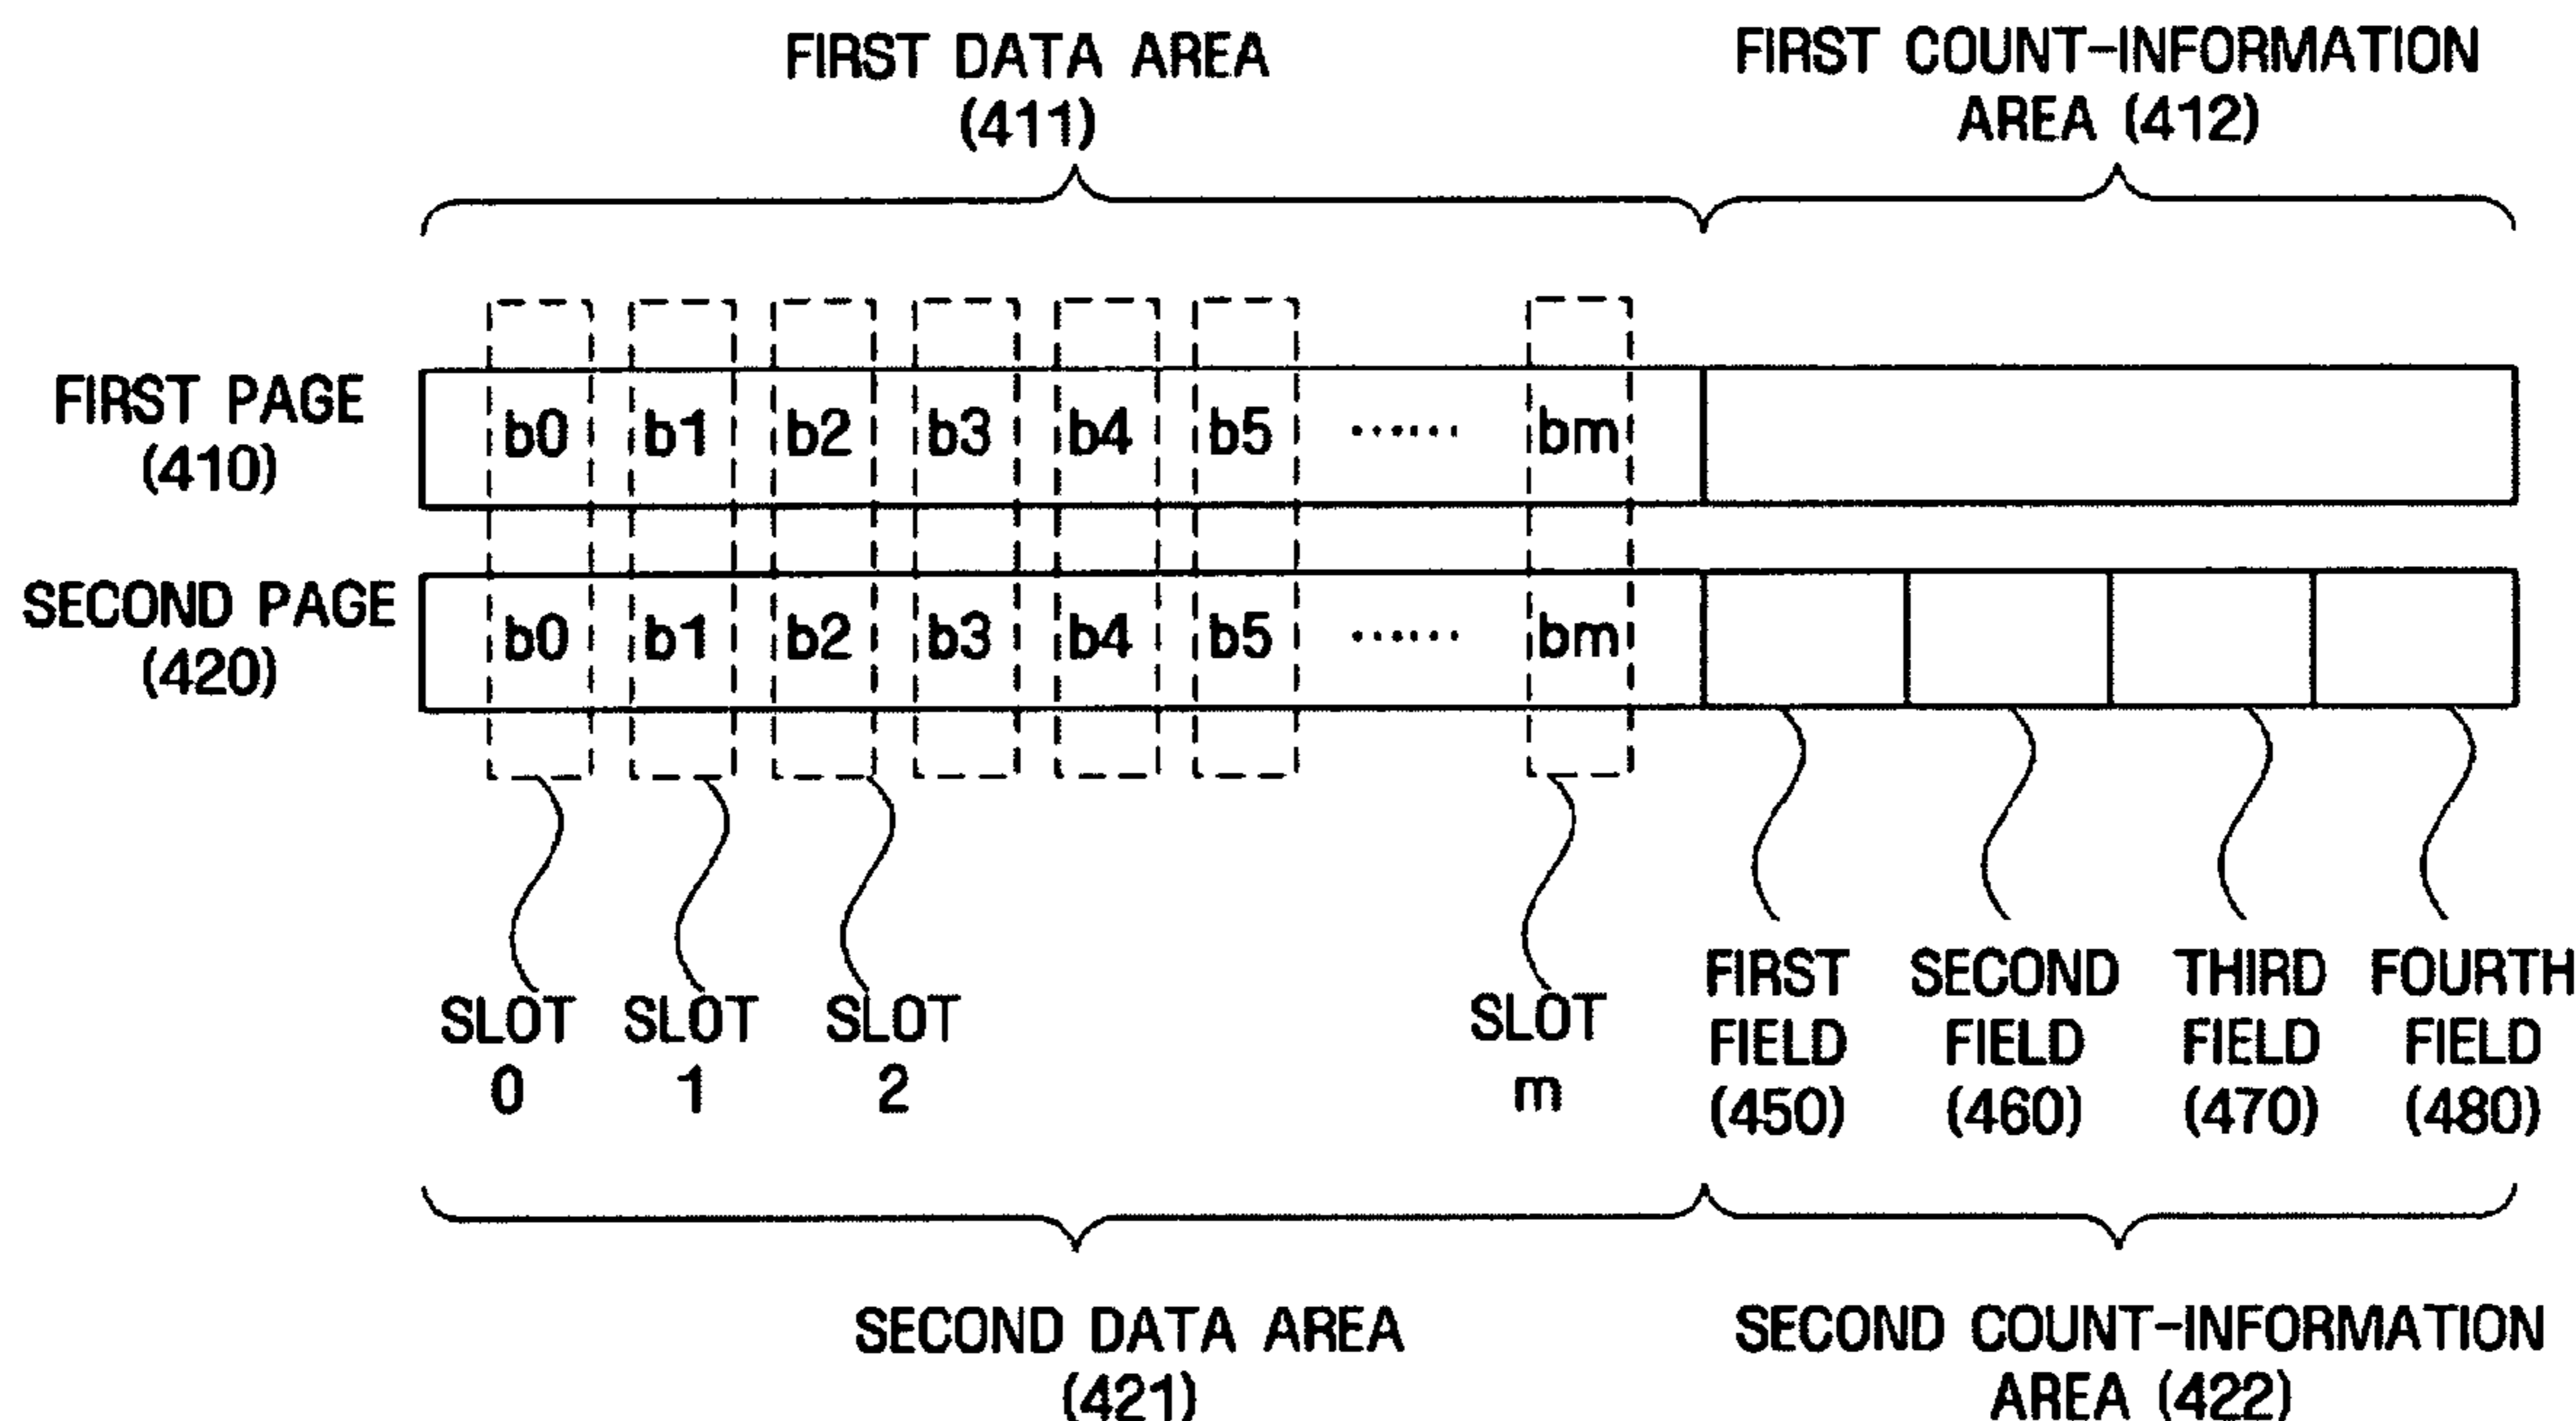 FIRST DATA AREA
(411)
FIRST COUNT-INFORMATION
AREA (412)
FIRST PAGE
(410)
b0 b1 b2 b3 b4 b5 ...... bm
SECOND PAGE
(420)
b0 b1 b2 b3 b4 b5 ...... bm
SLOT
0
SLOT
1
SLOT
2
SLOT
m
FIRST
FIELD
(450)
SECOND
FIELD
(460)
THIRD
FIELD
(470)
FOURTH
FIELD
(480)
SECOND DATA AREA
(421)
SECOND COUNT-INFORMATION
AREA (422)